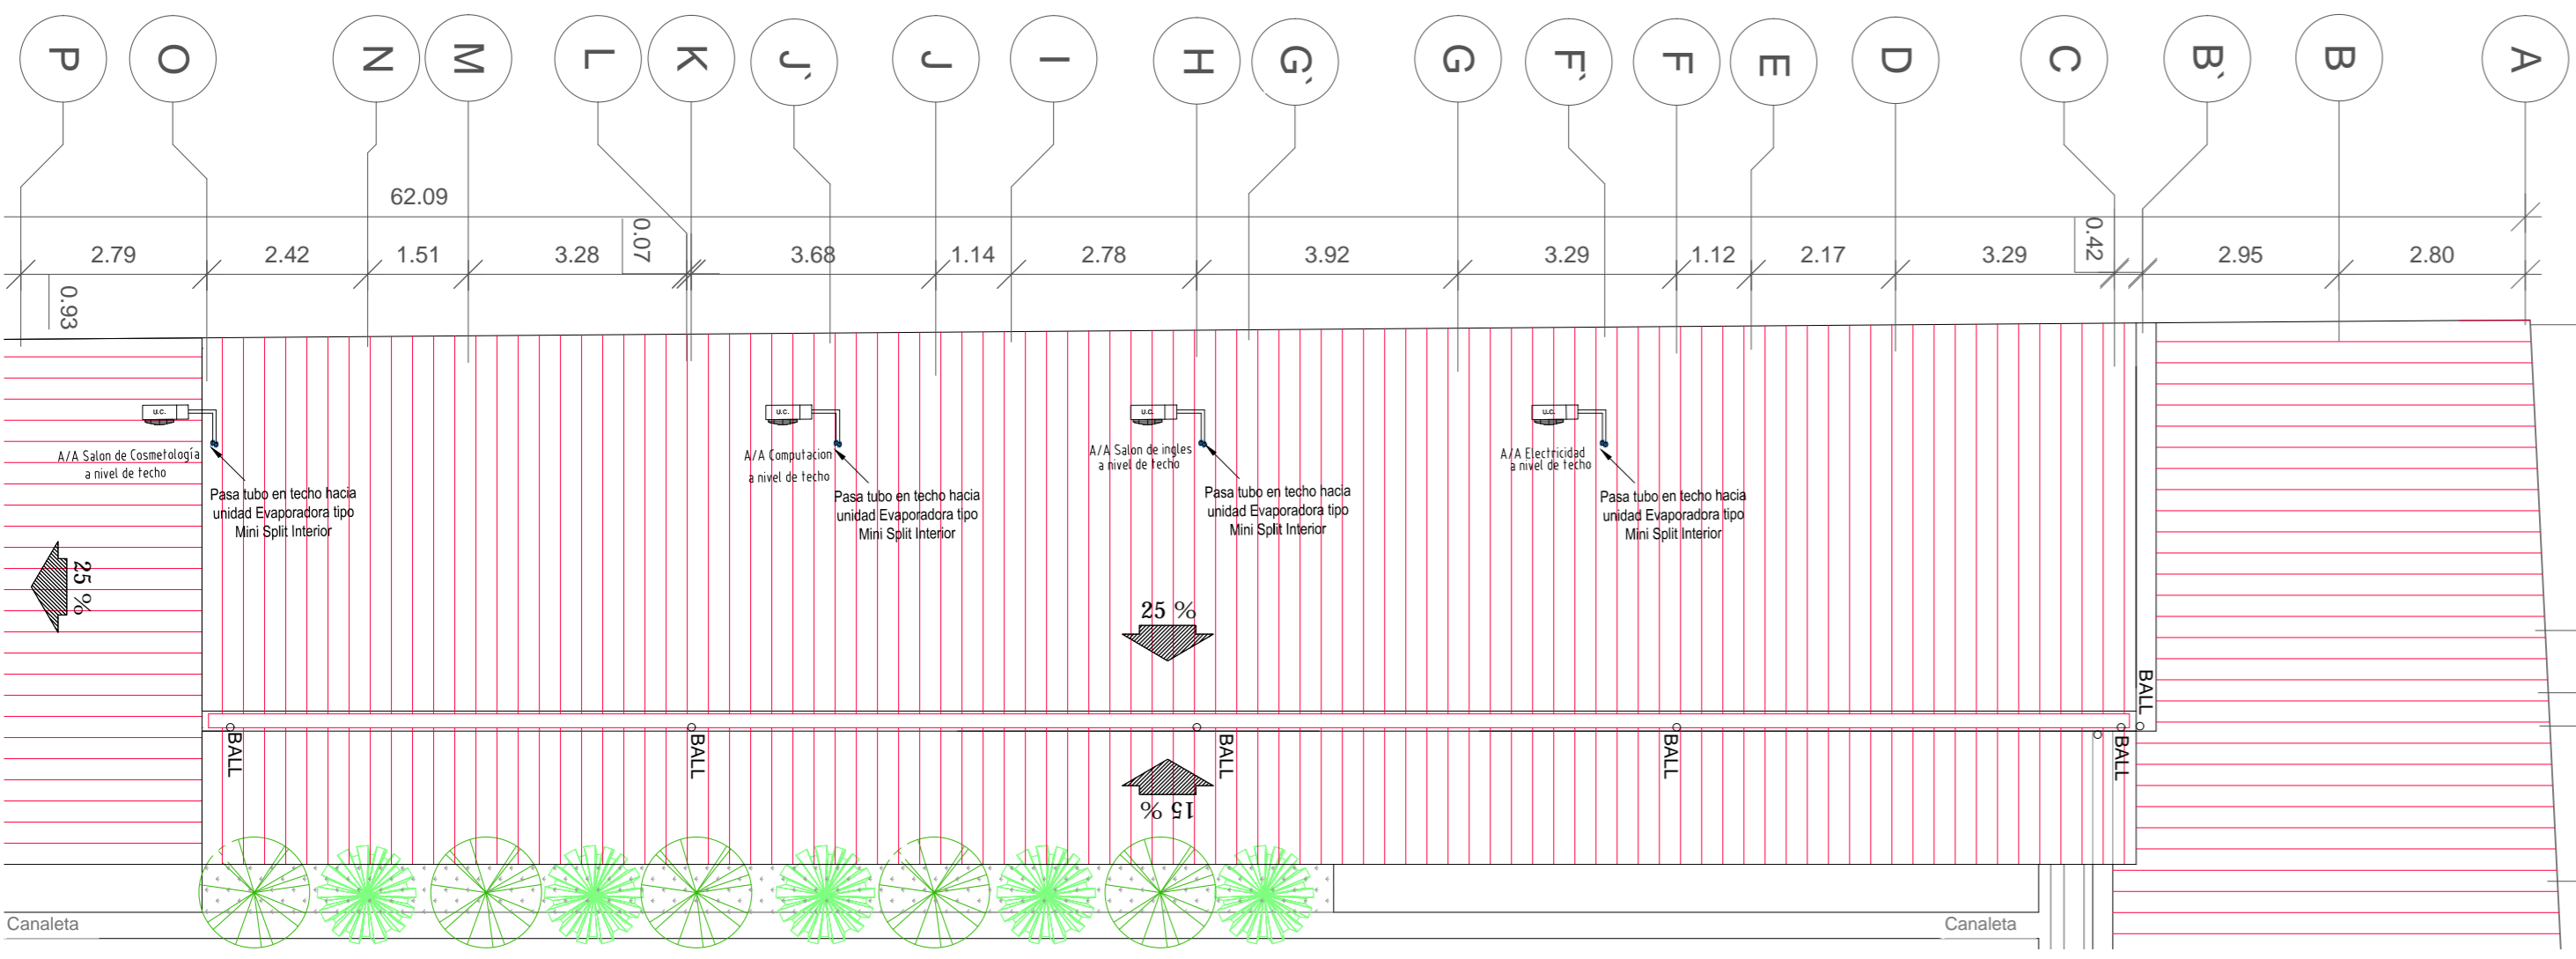 P O N M L K J` J I H G` G F` F E D C B` B A
62.09
2.79 2.42 1.51 3.28 0.07 3.68 1.14 2.78 3.92 3.29 1.12 2.17 3.29 0.42 2.95 2.80
0.93
u.c. u.c. u.c. u.c.
A/A Salon de Cosmetología
a nivel de techo
Pasa tubo en techo hacia
unidad Evaporadora tipo
Mini Split Interior
A/A Computacion
a nivel de techo
Pasa tubo en techo hacia
unidad Evaporadora tipo
Mini Split Interior
A/A Salon de ingles
a nivel de techo
Pasa tubo en techo hacia
unidad Evaporadora tipo
Mini Split Interior
A/A Electricidad
a nivel de techo
Pasa tubo en techo hacia
unidad Evaporadora tipo
Mini Split Interior
25 %
25 %
BALL
BALL BALL BALL BALL BALL
15 %
Canaleta Canaleta